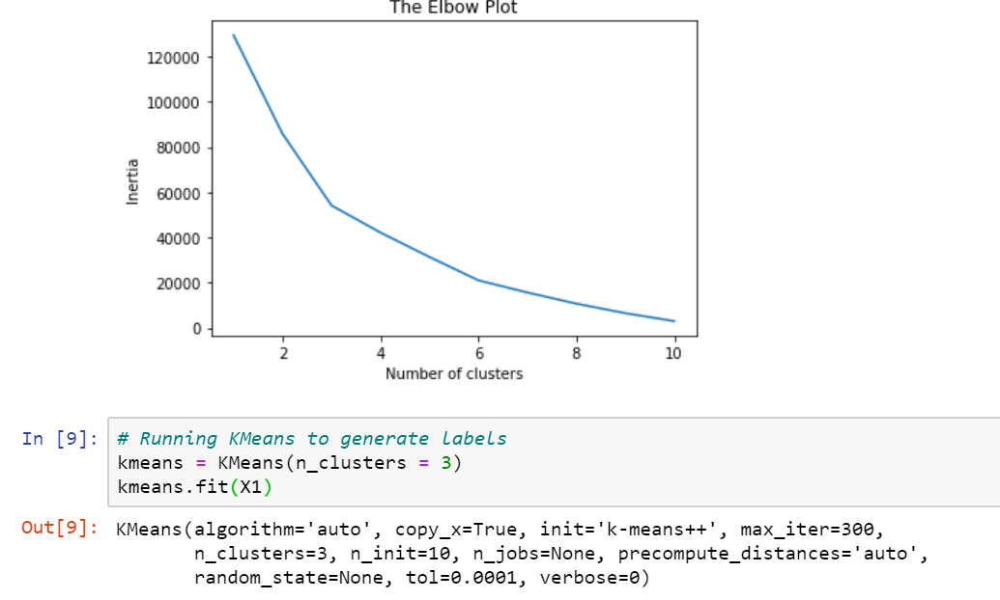 The Elbow Plot
120000
100000
80000
60000
40000
20000
0
Inertia
2 4 6 8 10
Number of clusters
In [9]: # Running KMeans to generate labels
kmeans = KMeans(n_clusters = 3)
kmeans.fit(X1)
Out[9]: KMeans(algorithm='auto', copy_x=True, init='k-means++', max_iter=300,
n_clusters=3, n_init=10, n_jobs=None, precompute_distances='auto',
random_state=None, tol=0.0001, verbose=0)